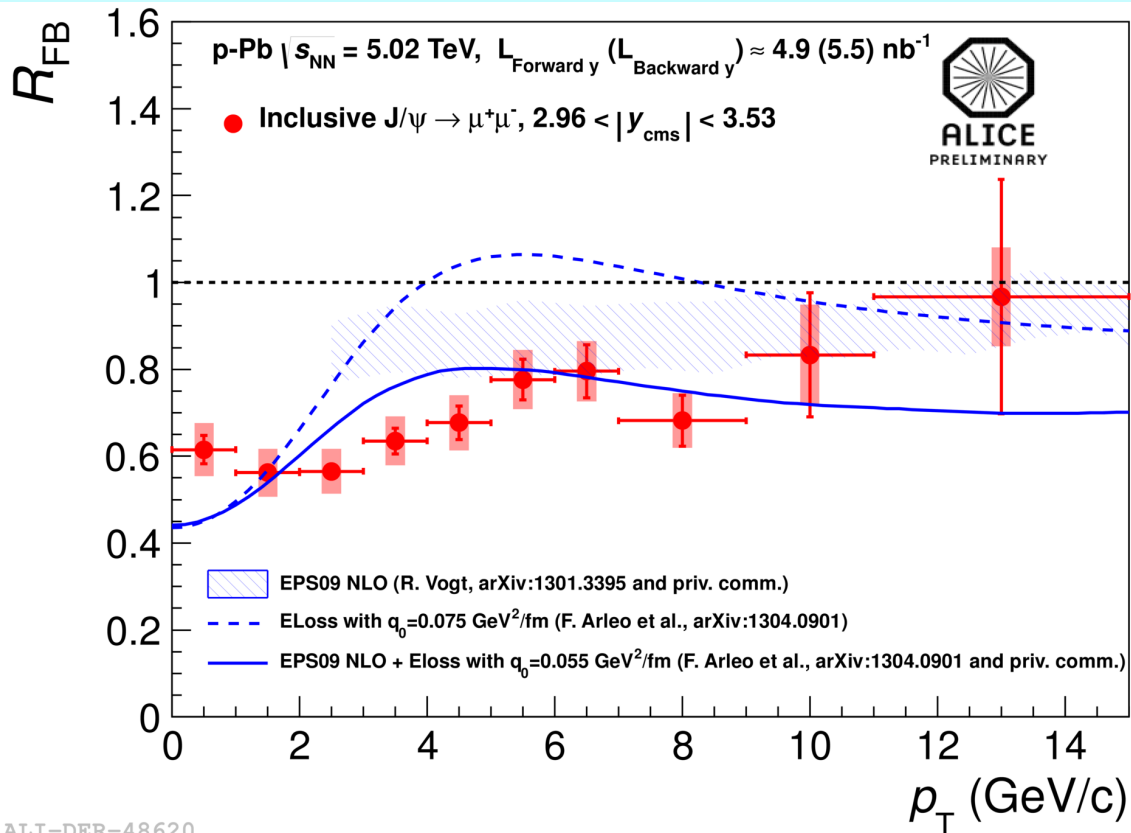 p-Pb √s_NN = 5.02 TeV, L_Forward y (L_Backward y) ≈ 4.9 (5.5) nb⁻¹
Inclusive J/ψ → μ⁺μ⁻, 2.96 < |y_cms| < 3.53
ALICE
PRELIMINARY
R_FB
1.6
1.4
1.2
1
0.8
0.6
0.4
0.2
0
EPS09 NLO (R. Vogt, arXiv:1301.3395 and priv. comm.)
ELoss with q_0=0.075 GeV²/fm (F. Arleo et al., arXiv:1304.0901)
EPS09 NLO + Eloss with q_0=0.055 GeV²/fm (F. Arleo et al., arXiv:1304.0901 and priv. comm.)
0 2 4 6 8 10 12 14
p_T (GeV/c)
ALI-DER-48620